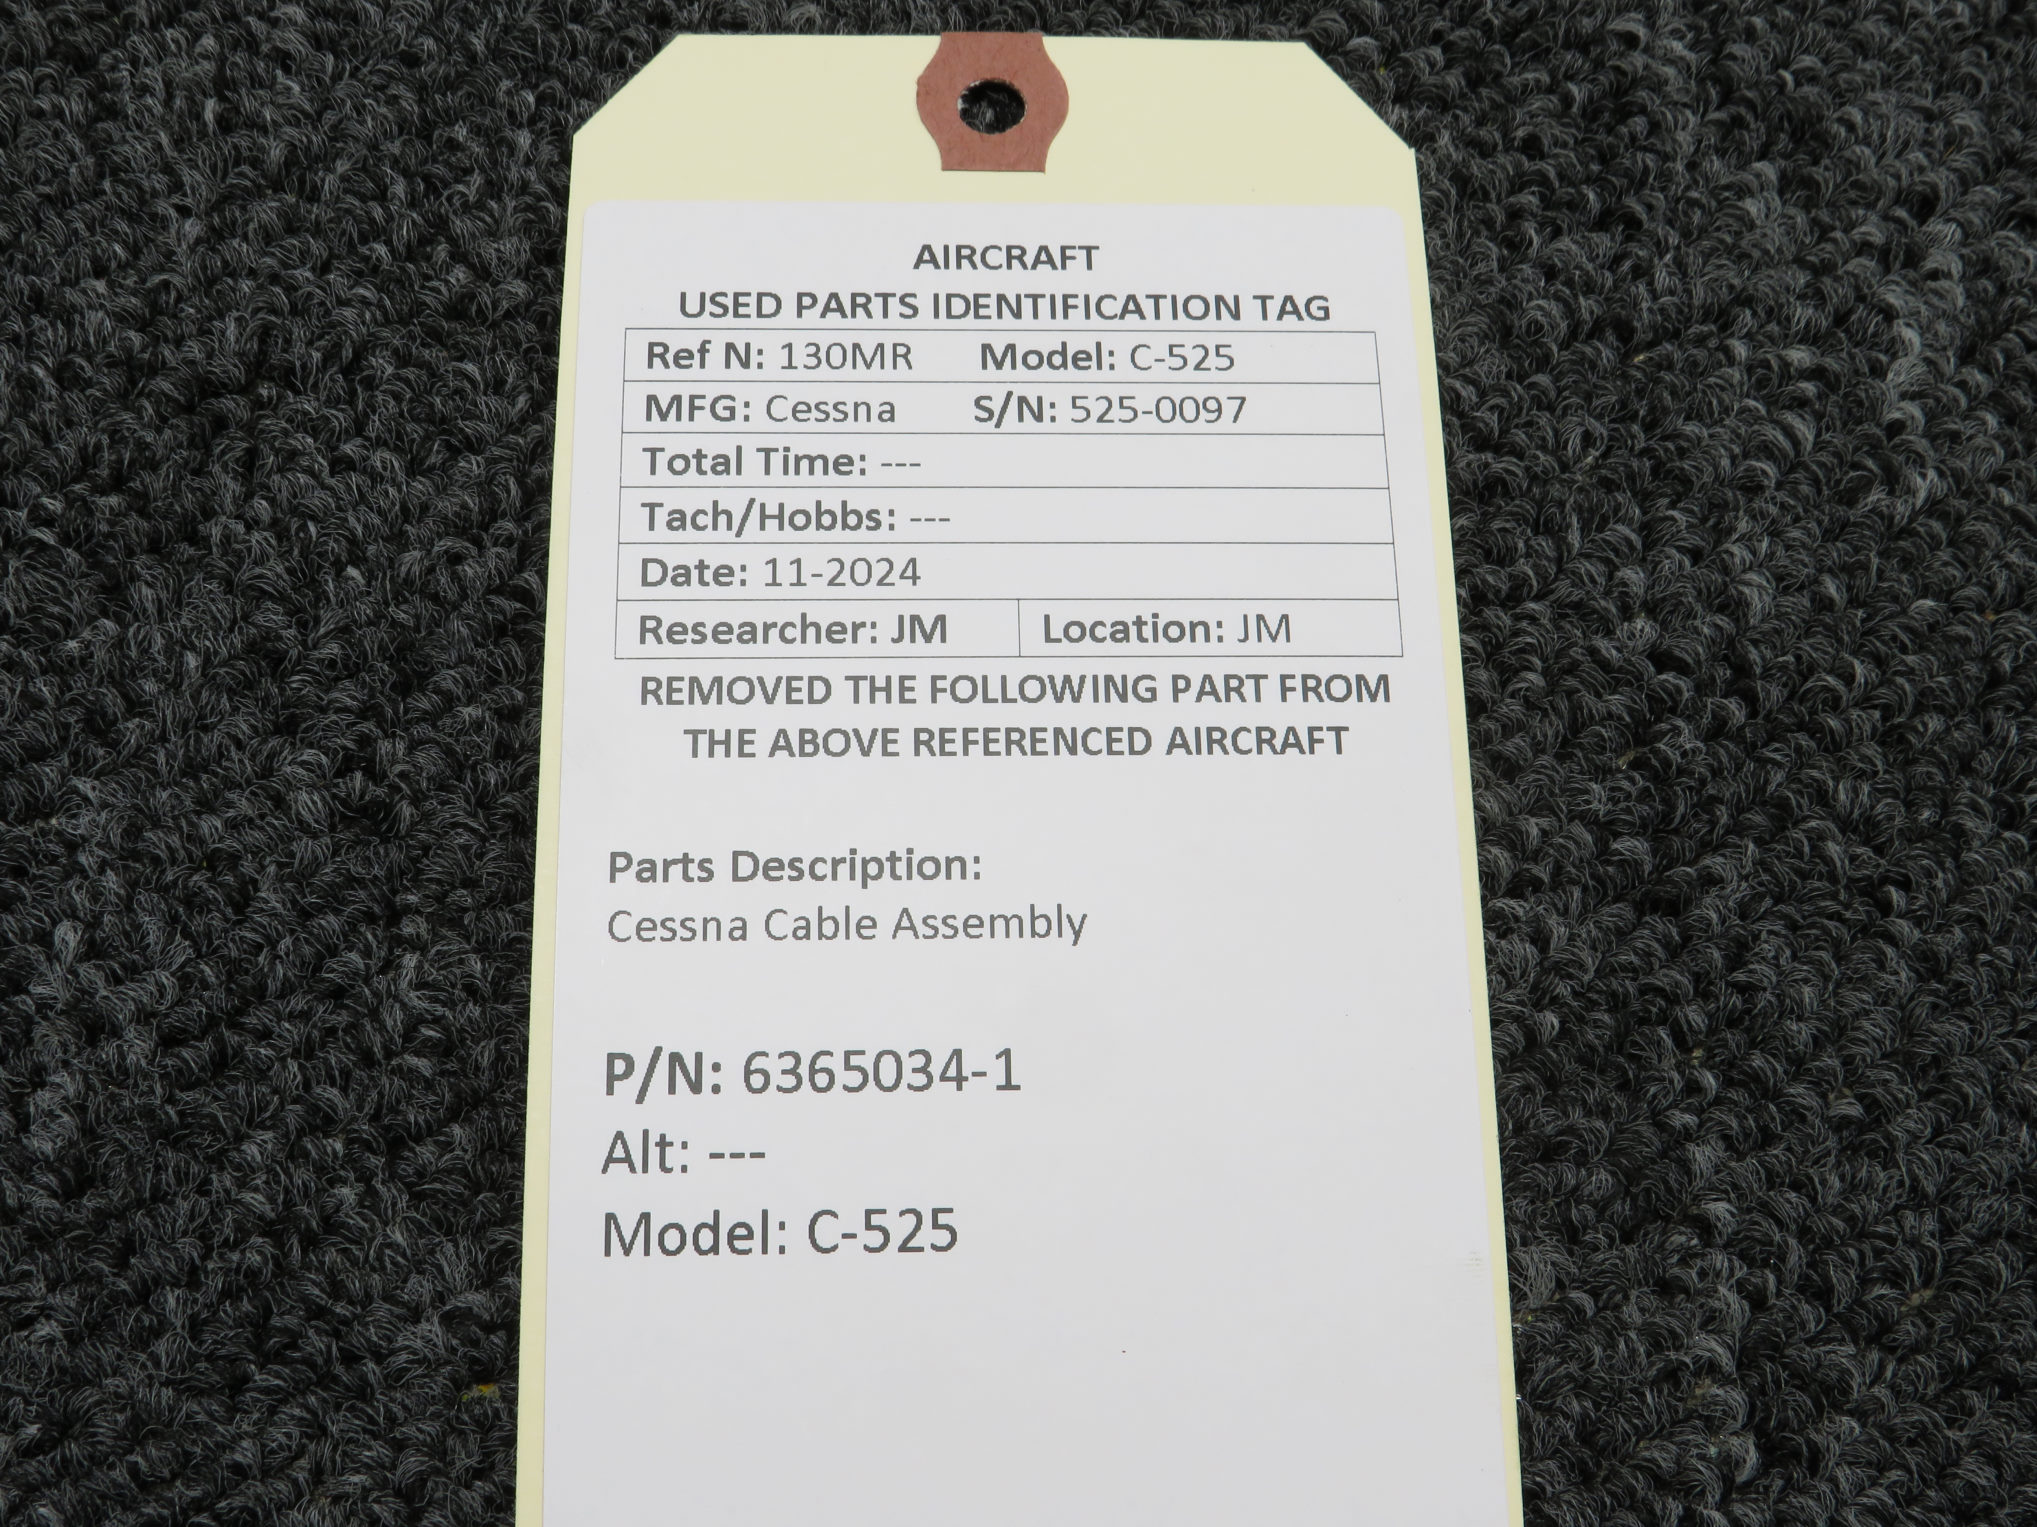 AIRCRAFT
USED PARTS IDENTIFICATION TAG
Ref N: 130MR Model: C-525
MFG: Cessna S/N: 525-0097
Total Time: ---
Tach/Hobbs: ---
Date: 11-2024
Researcher: JM Location: JM
REMOVED THE FOLLOWING PART FROM
THE ABOVE REFERENCED AIRCRAFT
Parts Description:
Cessna Cable Assembly
P/N: 6365034-1
Alt: ---
Model: C-525